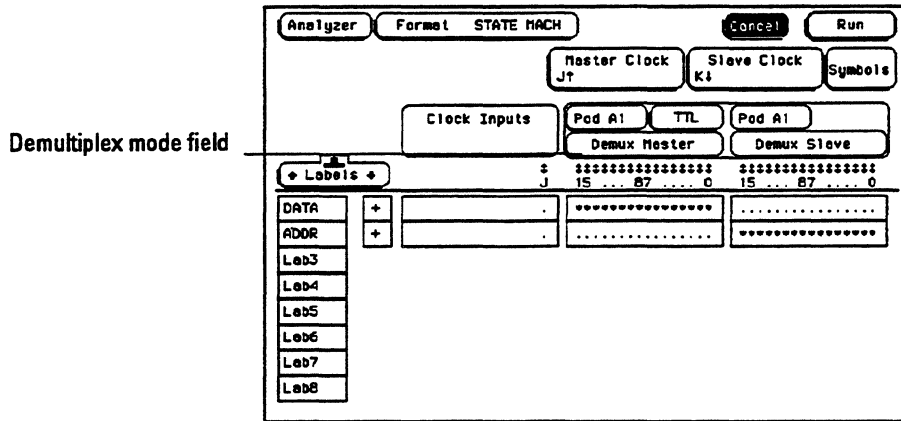 Analyzer Format STATE MACH Cancel Run
Master Clock J↑ Slave Clock K↓ Symbols
Clock Inputs Pod A1 TTL Pod A1
Demultiplex mode field
Demux Master Demux Slave
+ Labels + J 15 ... 87 .... 0 15 ... 87 .... 0
DATA + . **************** ................
ADDR + . ................ ****************
Lab3
Lab4
Lab5
Lab6
Lab7
Lab8